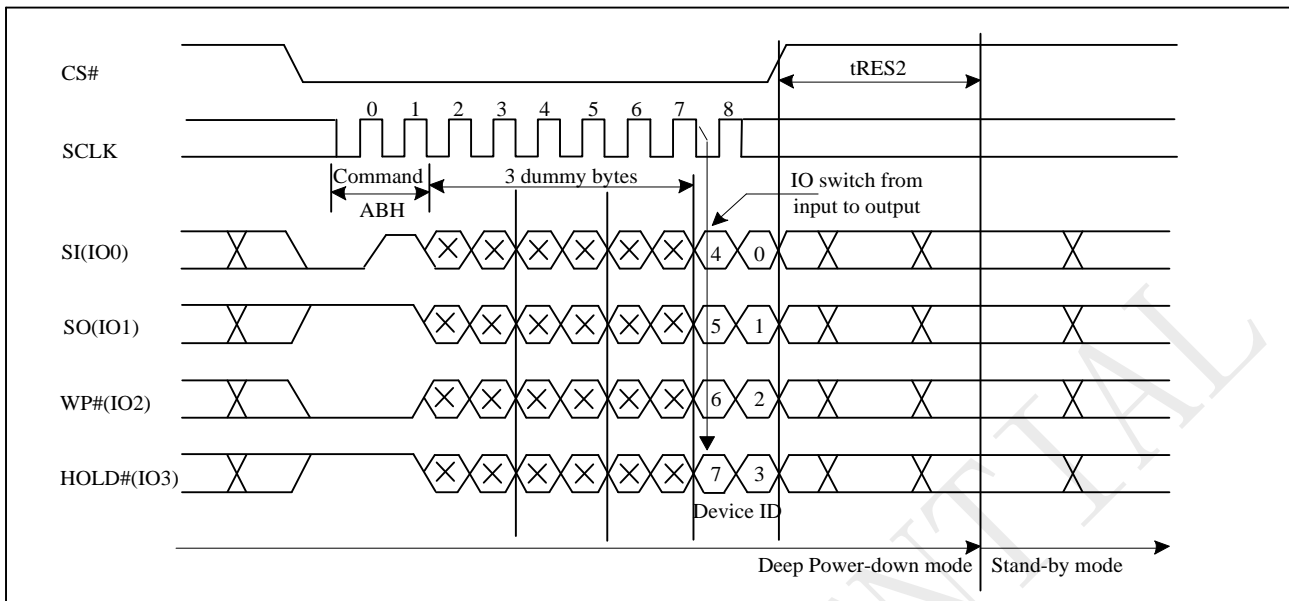 CS#
tRES2
0 1 2 3 4 5 6 7 8
SCLK
Command
ABH
3 dummy bytes
IO switch from
input to output
SI(IO0)
4 0
SO(IO1)
5 1
WP#(IO2)
6 2
HOLD#(IO3)
7 3
Device ID
Deep Power-down mode
Stand-by mode
NTIAL